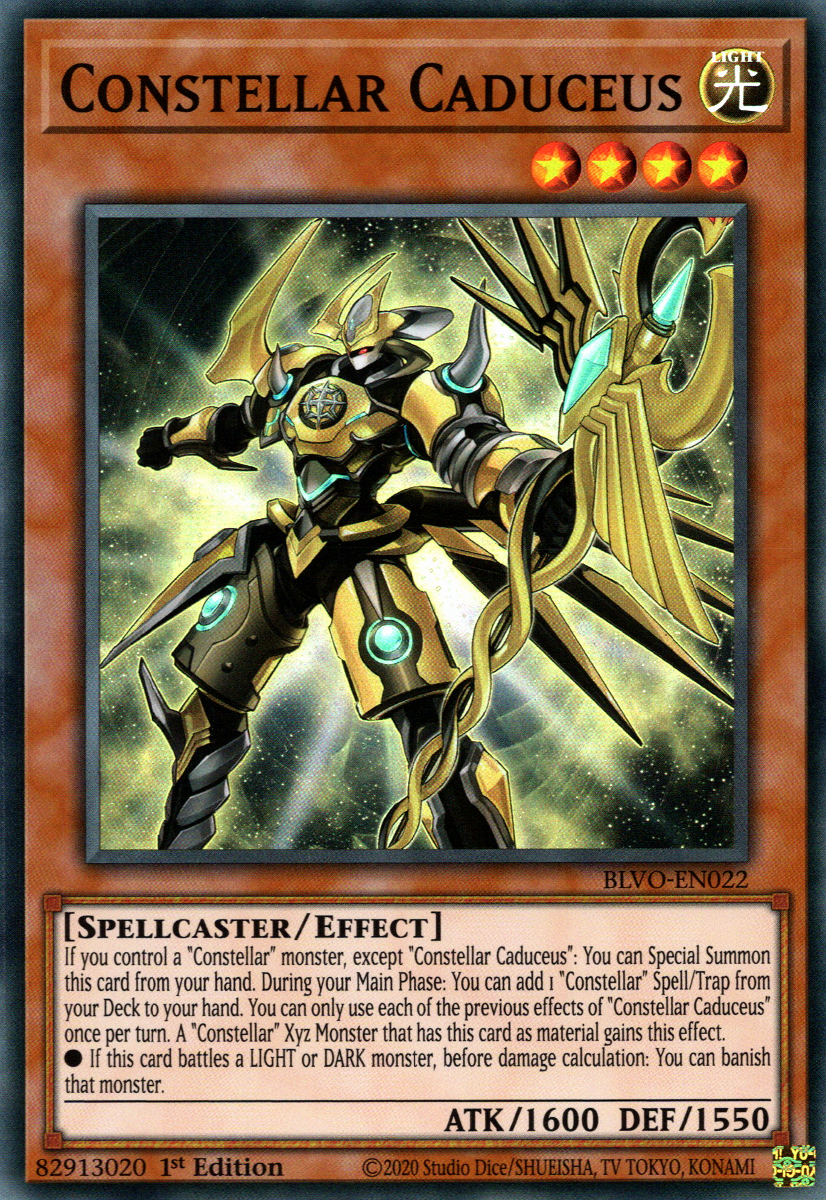 CONSTELLAR CADUCEUS
LIGHT
光
BLVO-EN022
[SPELLCASTER/EFFECT]
If you control a "Constellar" monster, except "Constellar Caduceus": You can Special Summon
this card from your hand. During your Main Phase: You can add 1 "Constellar" Spell/Trap from
your Deck to your hand. You can only use each of the previous effects of "Constellar Caduceus"
once per turn. A "Constellar" Xyz Monster that has this card as material gains this effect.
● If this card battles a LIGHT or DARK monster, before damage calculation: You can banish
that monster.
ATK/1600 DEF/1550
82913020 1st Edition ©2020 Studio Dice/SHUEISHA, TV TOKYO, KONAMI